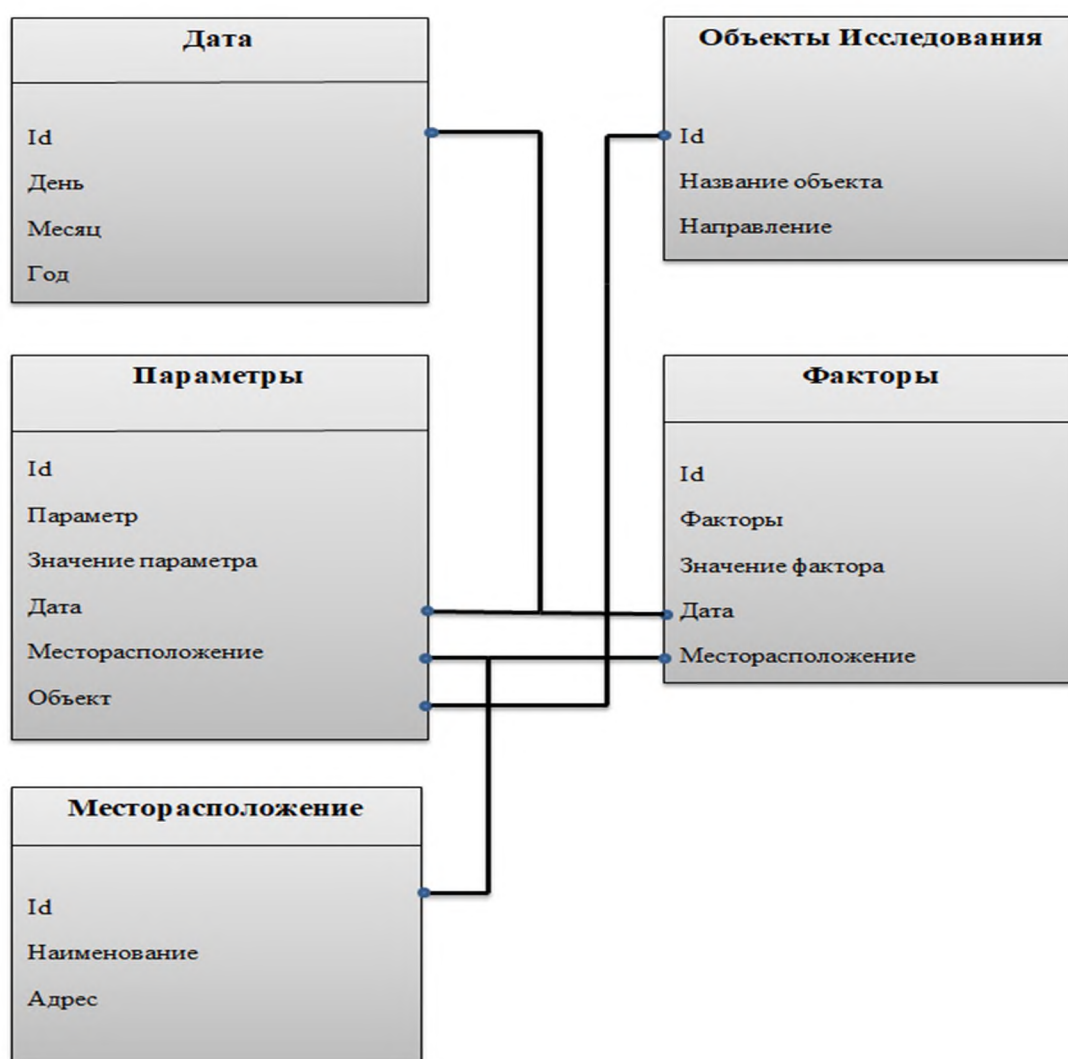 Дата
Id
День
Месяц
Год
Объекты Исследования
Id
Название объекта
Направление
Параметры
Id
Параметр
Значение параметра
Дата
Месторасположение
Объект
Факторы
Id
Факторы
Значение фактора
Дата
Месторасположение
Месторасположение
Id
Наименование
Адрес